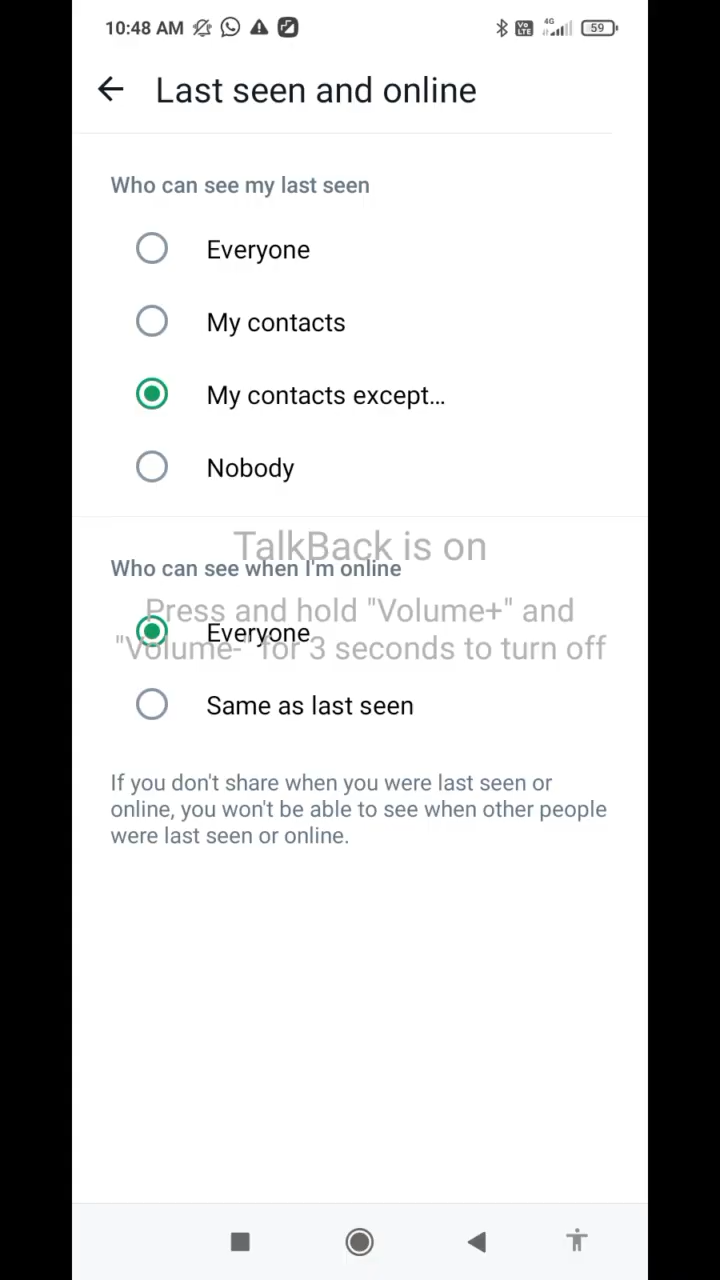 10:48 AM 4G 59
Last seen and online
Who can see my last seen
Everyone
My contacts
My contacts except...
Nobody
TalkBack is on
Who can see when I'm online
Press and hold "Volume+" and
Everyone
"Volume-" for 3 seconds to turn off
Same as last seen
If you don't share when you were last seen or
online, you won't be able to see when other people
were last seen or online.